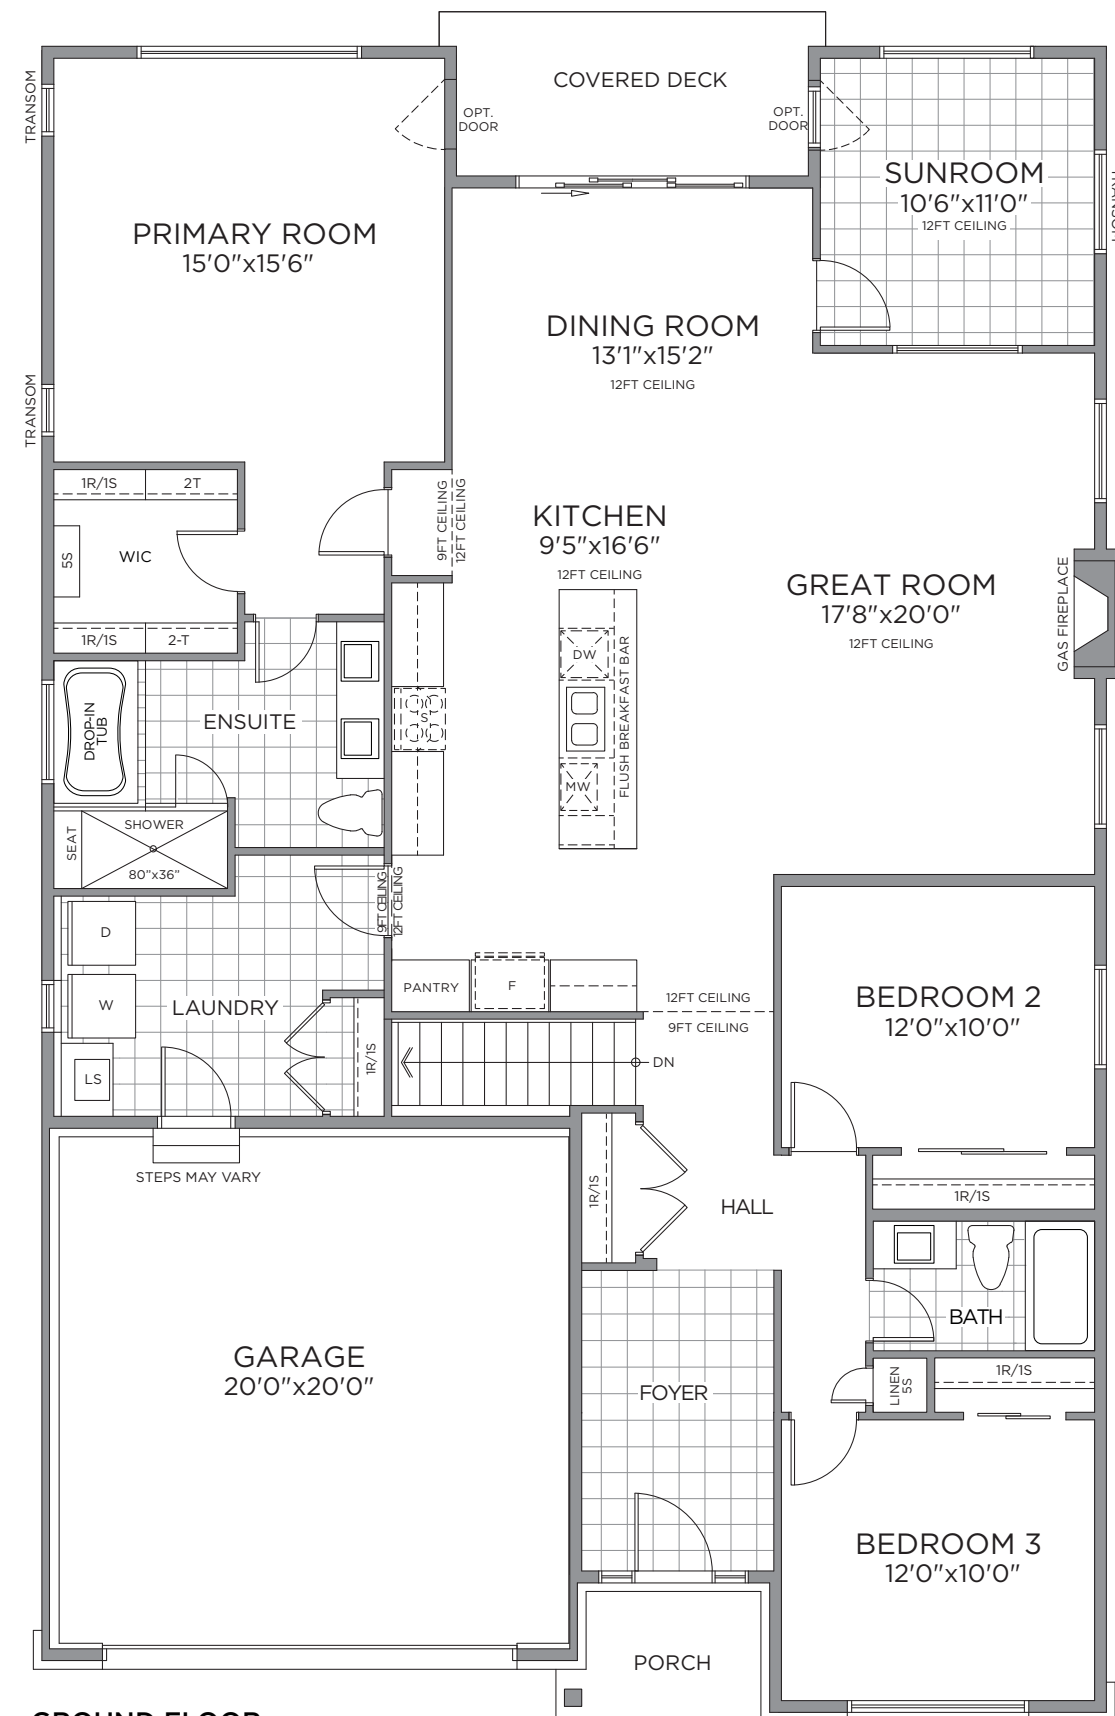 COVERED DECK
TRANSOM
OPT.
DOOR
OPT.
DOOR
SUNROOM
10'6"x11'0"
12FT CEILING
TRANSOM
PRIMARY ROOM
15'0"x15'6"
DINING ROOM
13'1"x15'2"
12FT CEILING
TRANSOM
1R/1S
2T
9FT CEILING
12FT CEILING
KITCHEN
9'5"x16'6"
12FT CEILING
5S
WIC
GREAT ROOM
17'8"x20'0"
12FT CEILING
GAS FIREPLACE
1R/1S
2-T
DW
FLUSH BREAKFAST BAR
DROP-IN
TUB
ENSUITE
S
MW
SEAT
SHOWER
80"x36"
9FT CEILING
12FT CEILING
D
PANTRY
F
W
LAUNDRY
12FT CEILING
9FT CEILING
BEDROOM 2
12'0"x10'0"
1R/1S
DN
LS
STEPS MAY VARY
1R/1S
HALL
1R/1S
BATH
GARAGE
20'0"x20'0"
FOYER
LINEN
5S
1R/1S
BEDROOM 3
12'0"x10'0"
PORCH
GROUND FLOOR